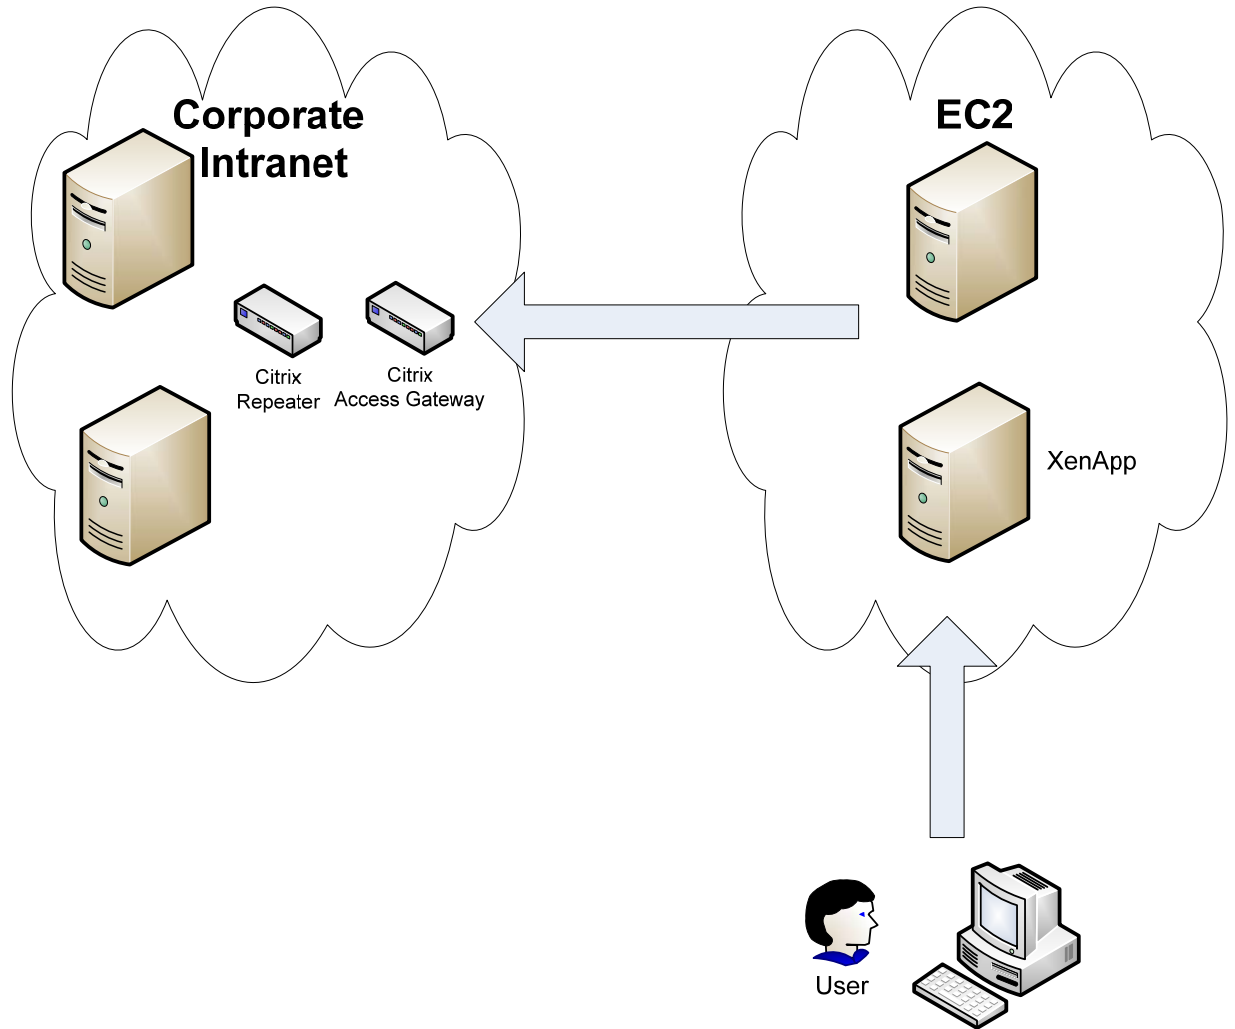 Corporate
Intranet
EC2
Citrix
Repeater
Citrix
Access Gateway
XenApp
User